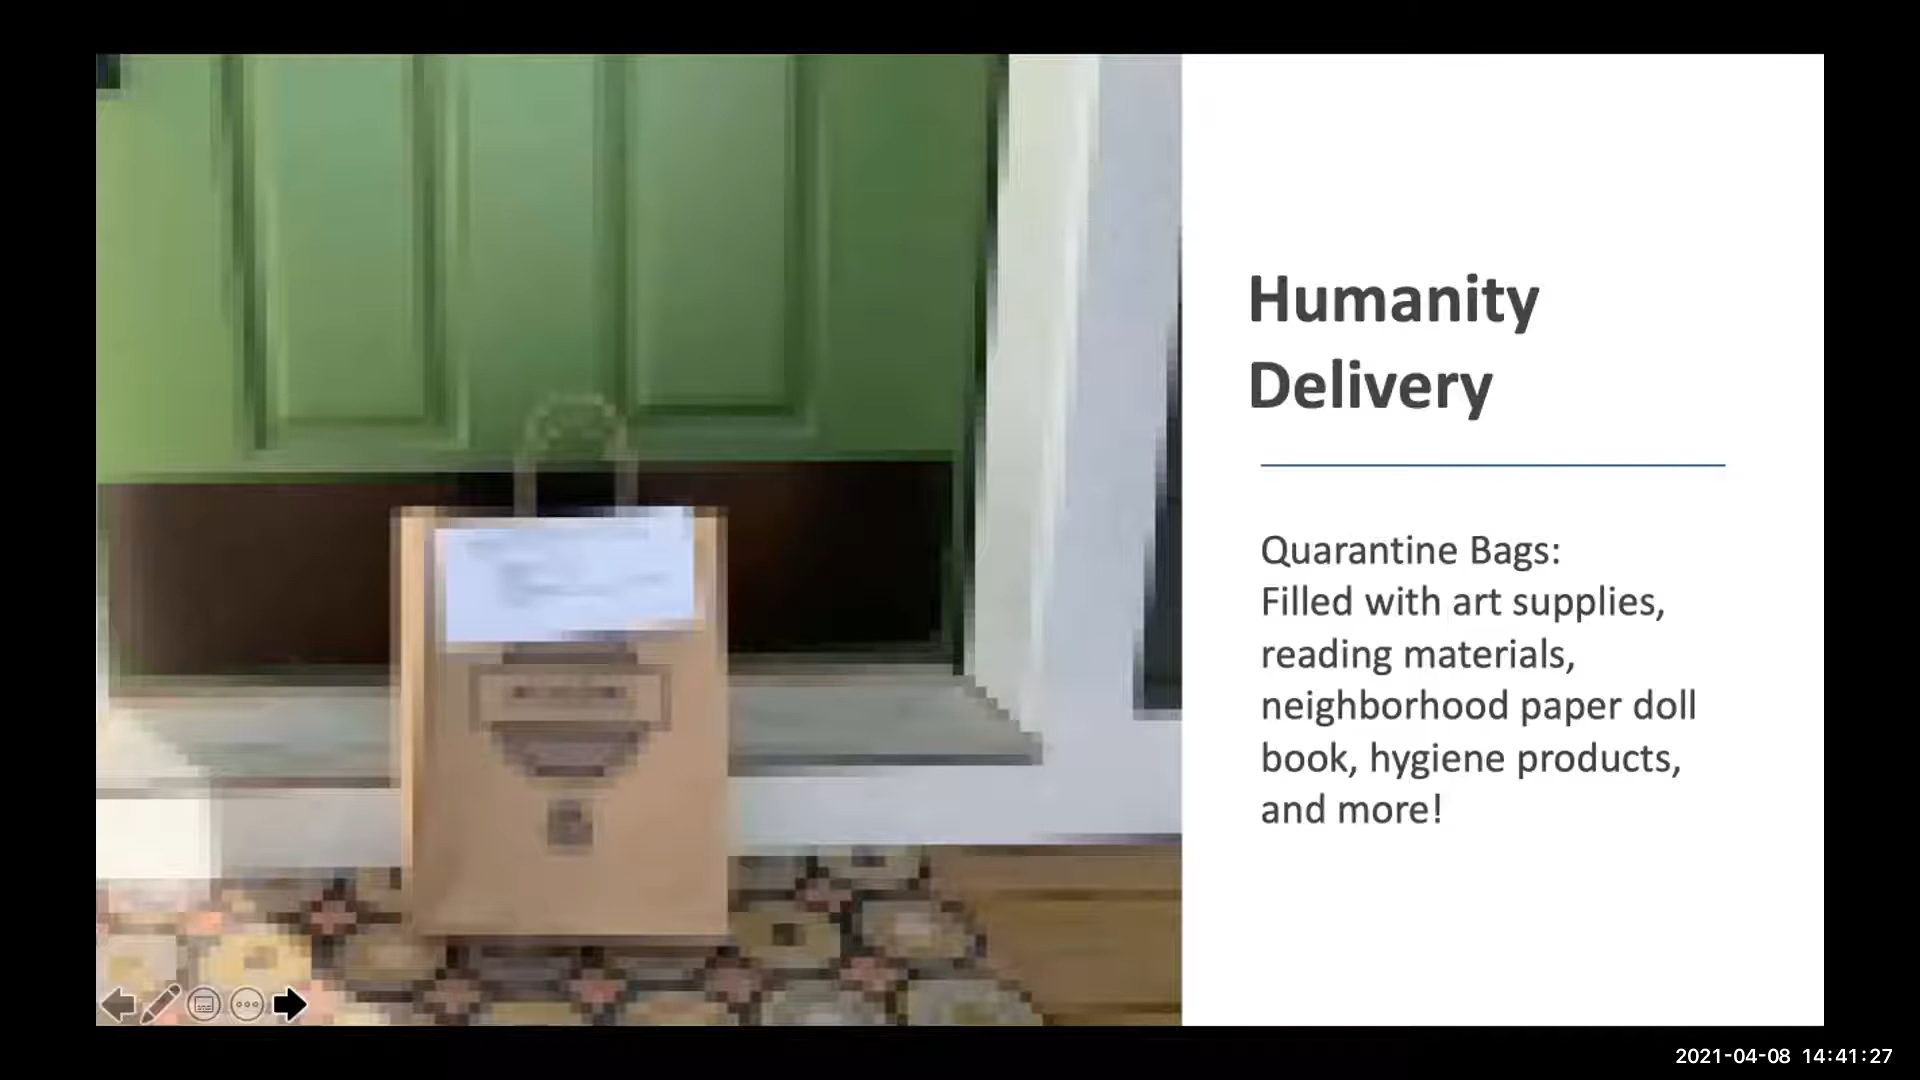 Humanity
Delivery
Quarantine Bags:
Filled with art supplies,
reading materials,
neighborhood paper doll
book, hygiene products,
and more!
2021-04-08 14:41:27